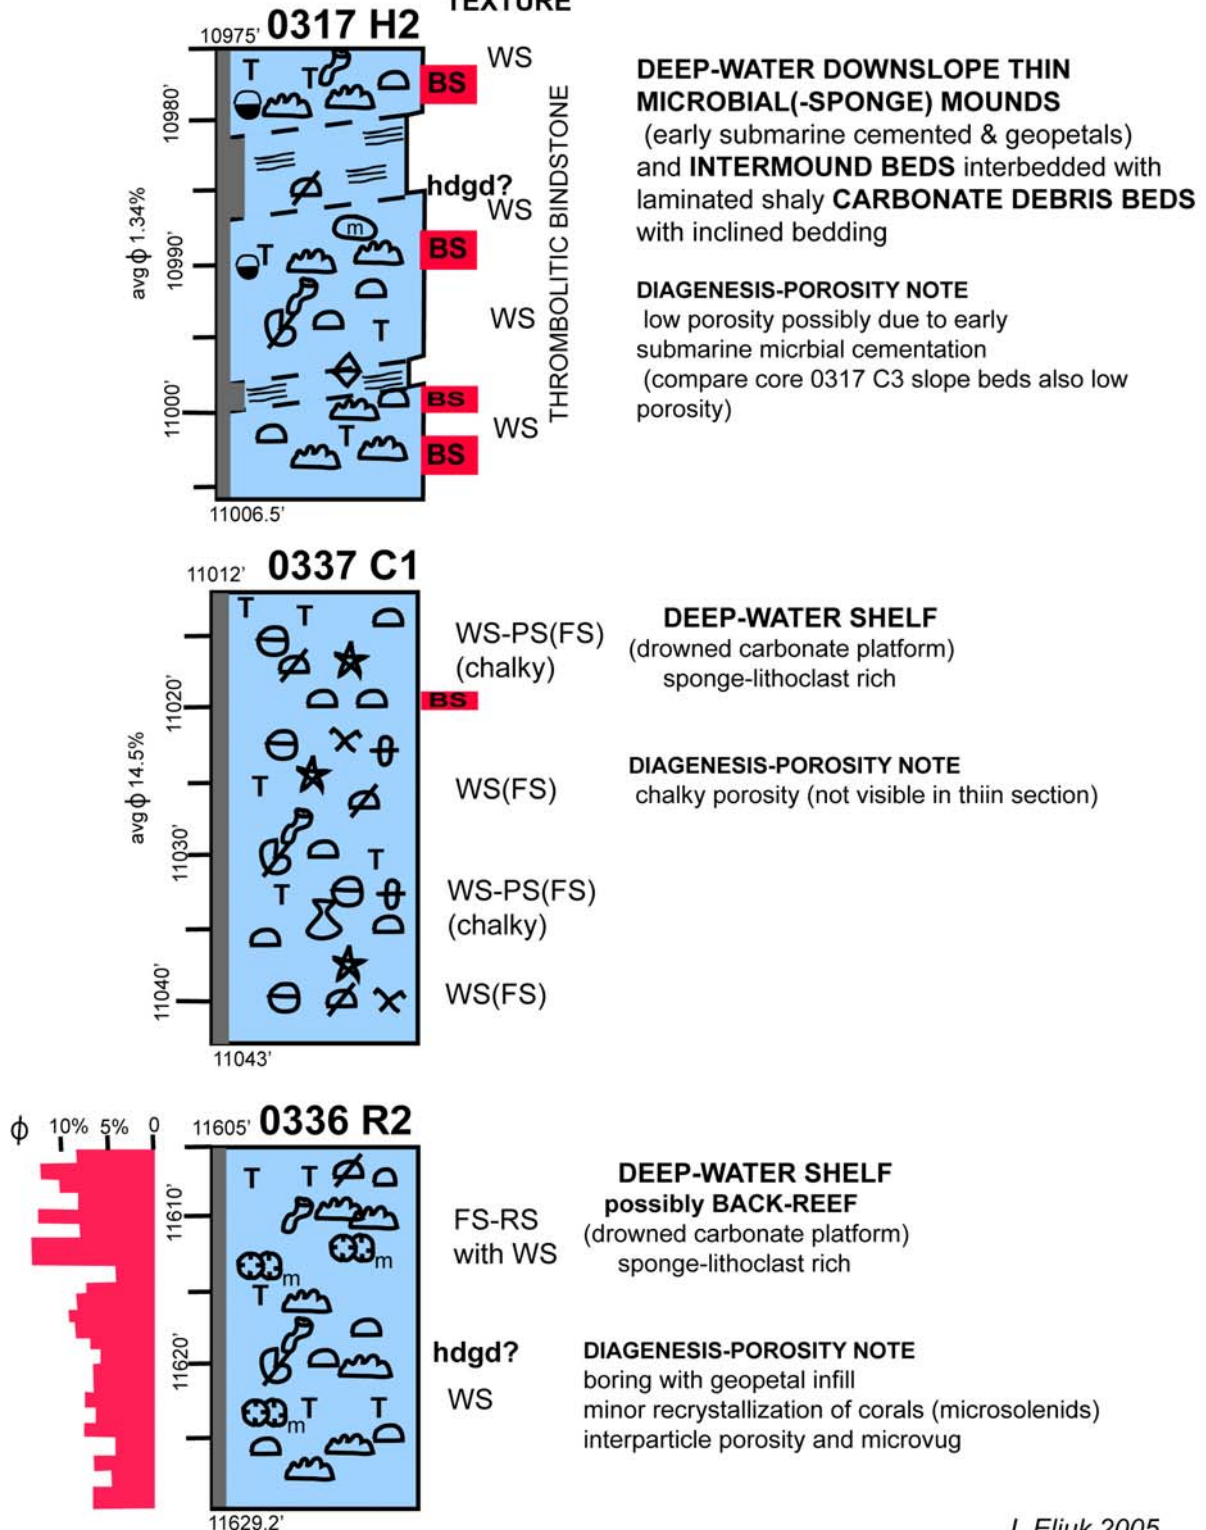 TEXTURE
10975' 0317 H2
WS
T
T
BS
10980'
hdgd?
WS
m
BS
T
10990'
avg ϕ 1.34%
WS
T
THROMBOLITIC BINDSTONE
BS
11000'
WS
T
BS
11006.5'
DEEP-WATER DOWNSLOPE THIN
MICROBIAL(-SPONGE) MOUNDS
(early submarine cemented & geopetals)
and INTERMOUND BEDS interbedded with
laminated shaly CARBONATE DEBRIS BEDS
with inclined bedding
DIAGENESIS-POROSITY NOTE
low porosity possibly due to early
submarine micrbial cementation
(compare core 0317 C3 slope beds also low
porosity)
11012' 0337 C1
T
T
WS-PS(FS)
(chalky)
BS
11020'
avg ϕ 14.5%
T
WS(FS)
11030'
T
T
WS-PS(FS)
(chalky)
11040'
WS(FS)
11043'
DEEP-WATER SHELF
(drowned carbonate platform)
sponge-lithoclast rich
DIAGENESIS-POROSITY NOTE
chalky porosity (not visible in thiin section)
ϕ 10% 5% 0
11605' 0336 R2
T
T
11610'
FS-RS
with WS
m
m
T
11620'
hdgd?
WS
m
T
T
11629.2'
DEEP-WATER SHELF
possibly BACK-REEF
(drowned carbonate platform)
sponge-lithoclast rich
DIAGENESIS-POROSITY NOTE
boring with geopetal infill
minor recrystallization of corals (microsolenids)
interparticle porosity and microvug
L Eliuk 2005